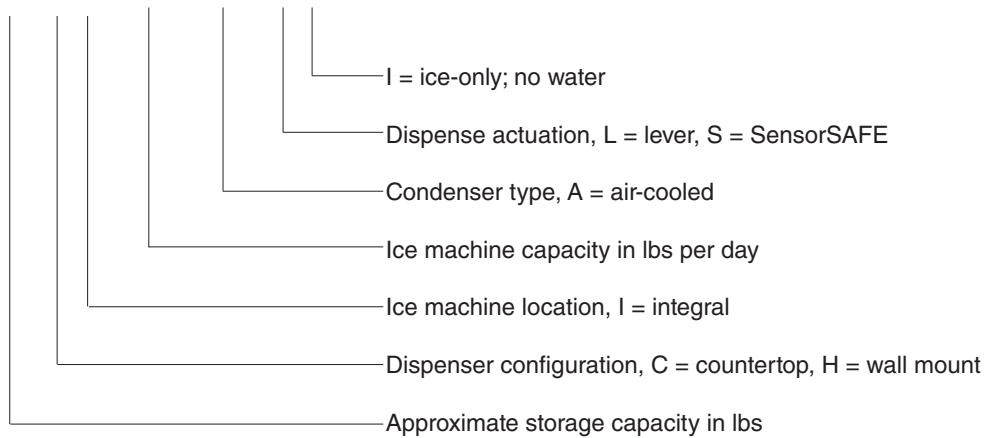 I = ice-only; no water
Dispense actuation, L = lever, S = SensorSAFE
Condenser type, A = air-cooled
Ice machine capacity in lbs per day
Ice machine location, I = integral
Dispenser configuration, C = countertop, H = wall mount
Approximate storage capacity in lbs